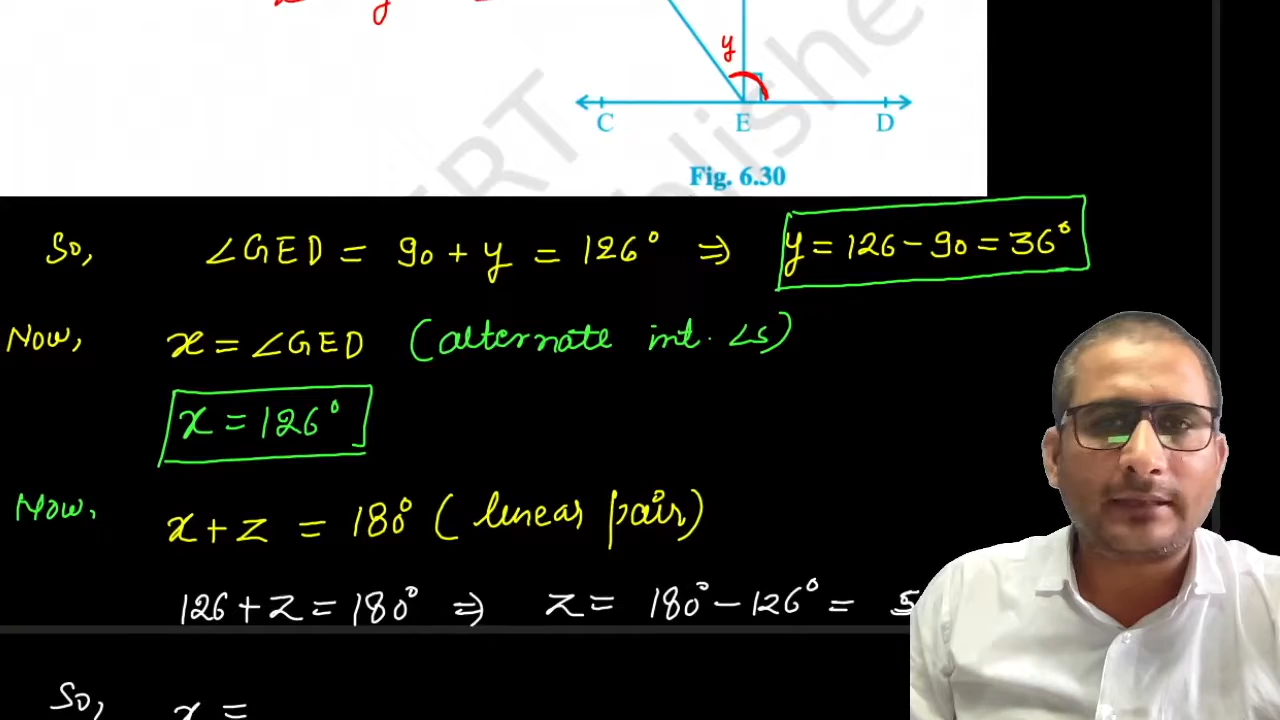 y
C E D
Fig. 6.30
So, ∠GED = 90 + y = 126° ⇒ y = 126 - 90 = 36°
Now, x = ∠GED (alternate int. ∠s)
x = 126°
Now, x + z = 180° (linear pair)
126 + z = 180° ⇒ z = 180° - 126° = 5
So, x =